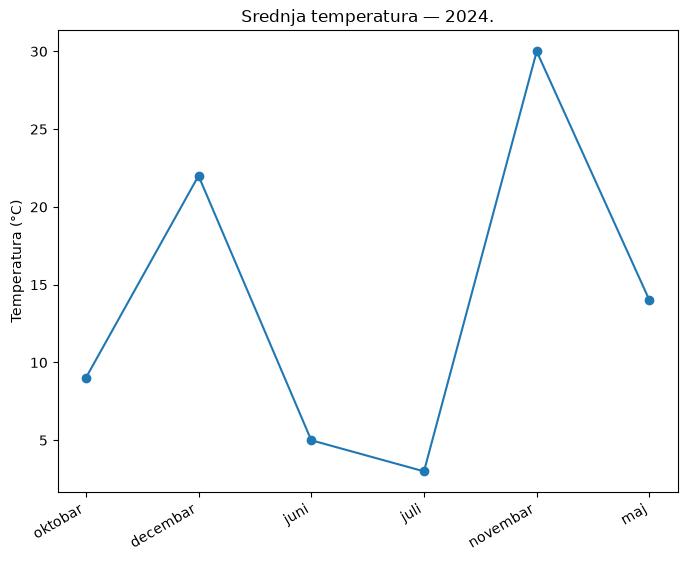 Srednja temperatura — 2024.
Temperatura (°C)
30
25
20
15
10
5
oktobar
decembar
juni
juli
novembar
maj